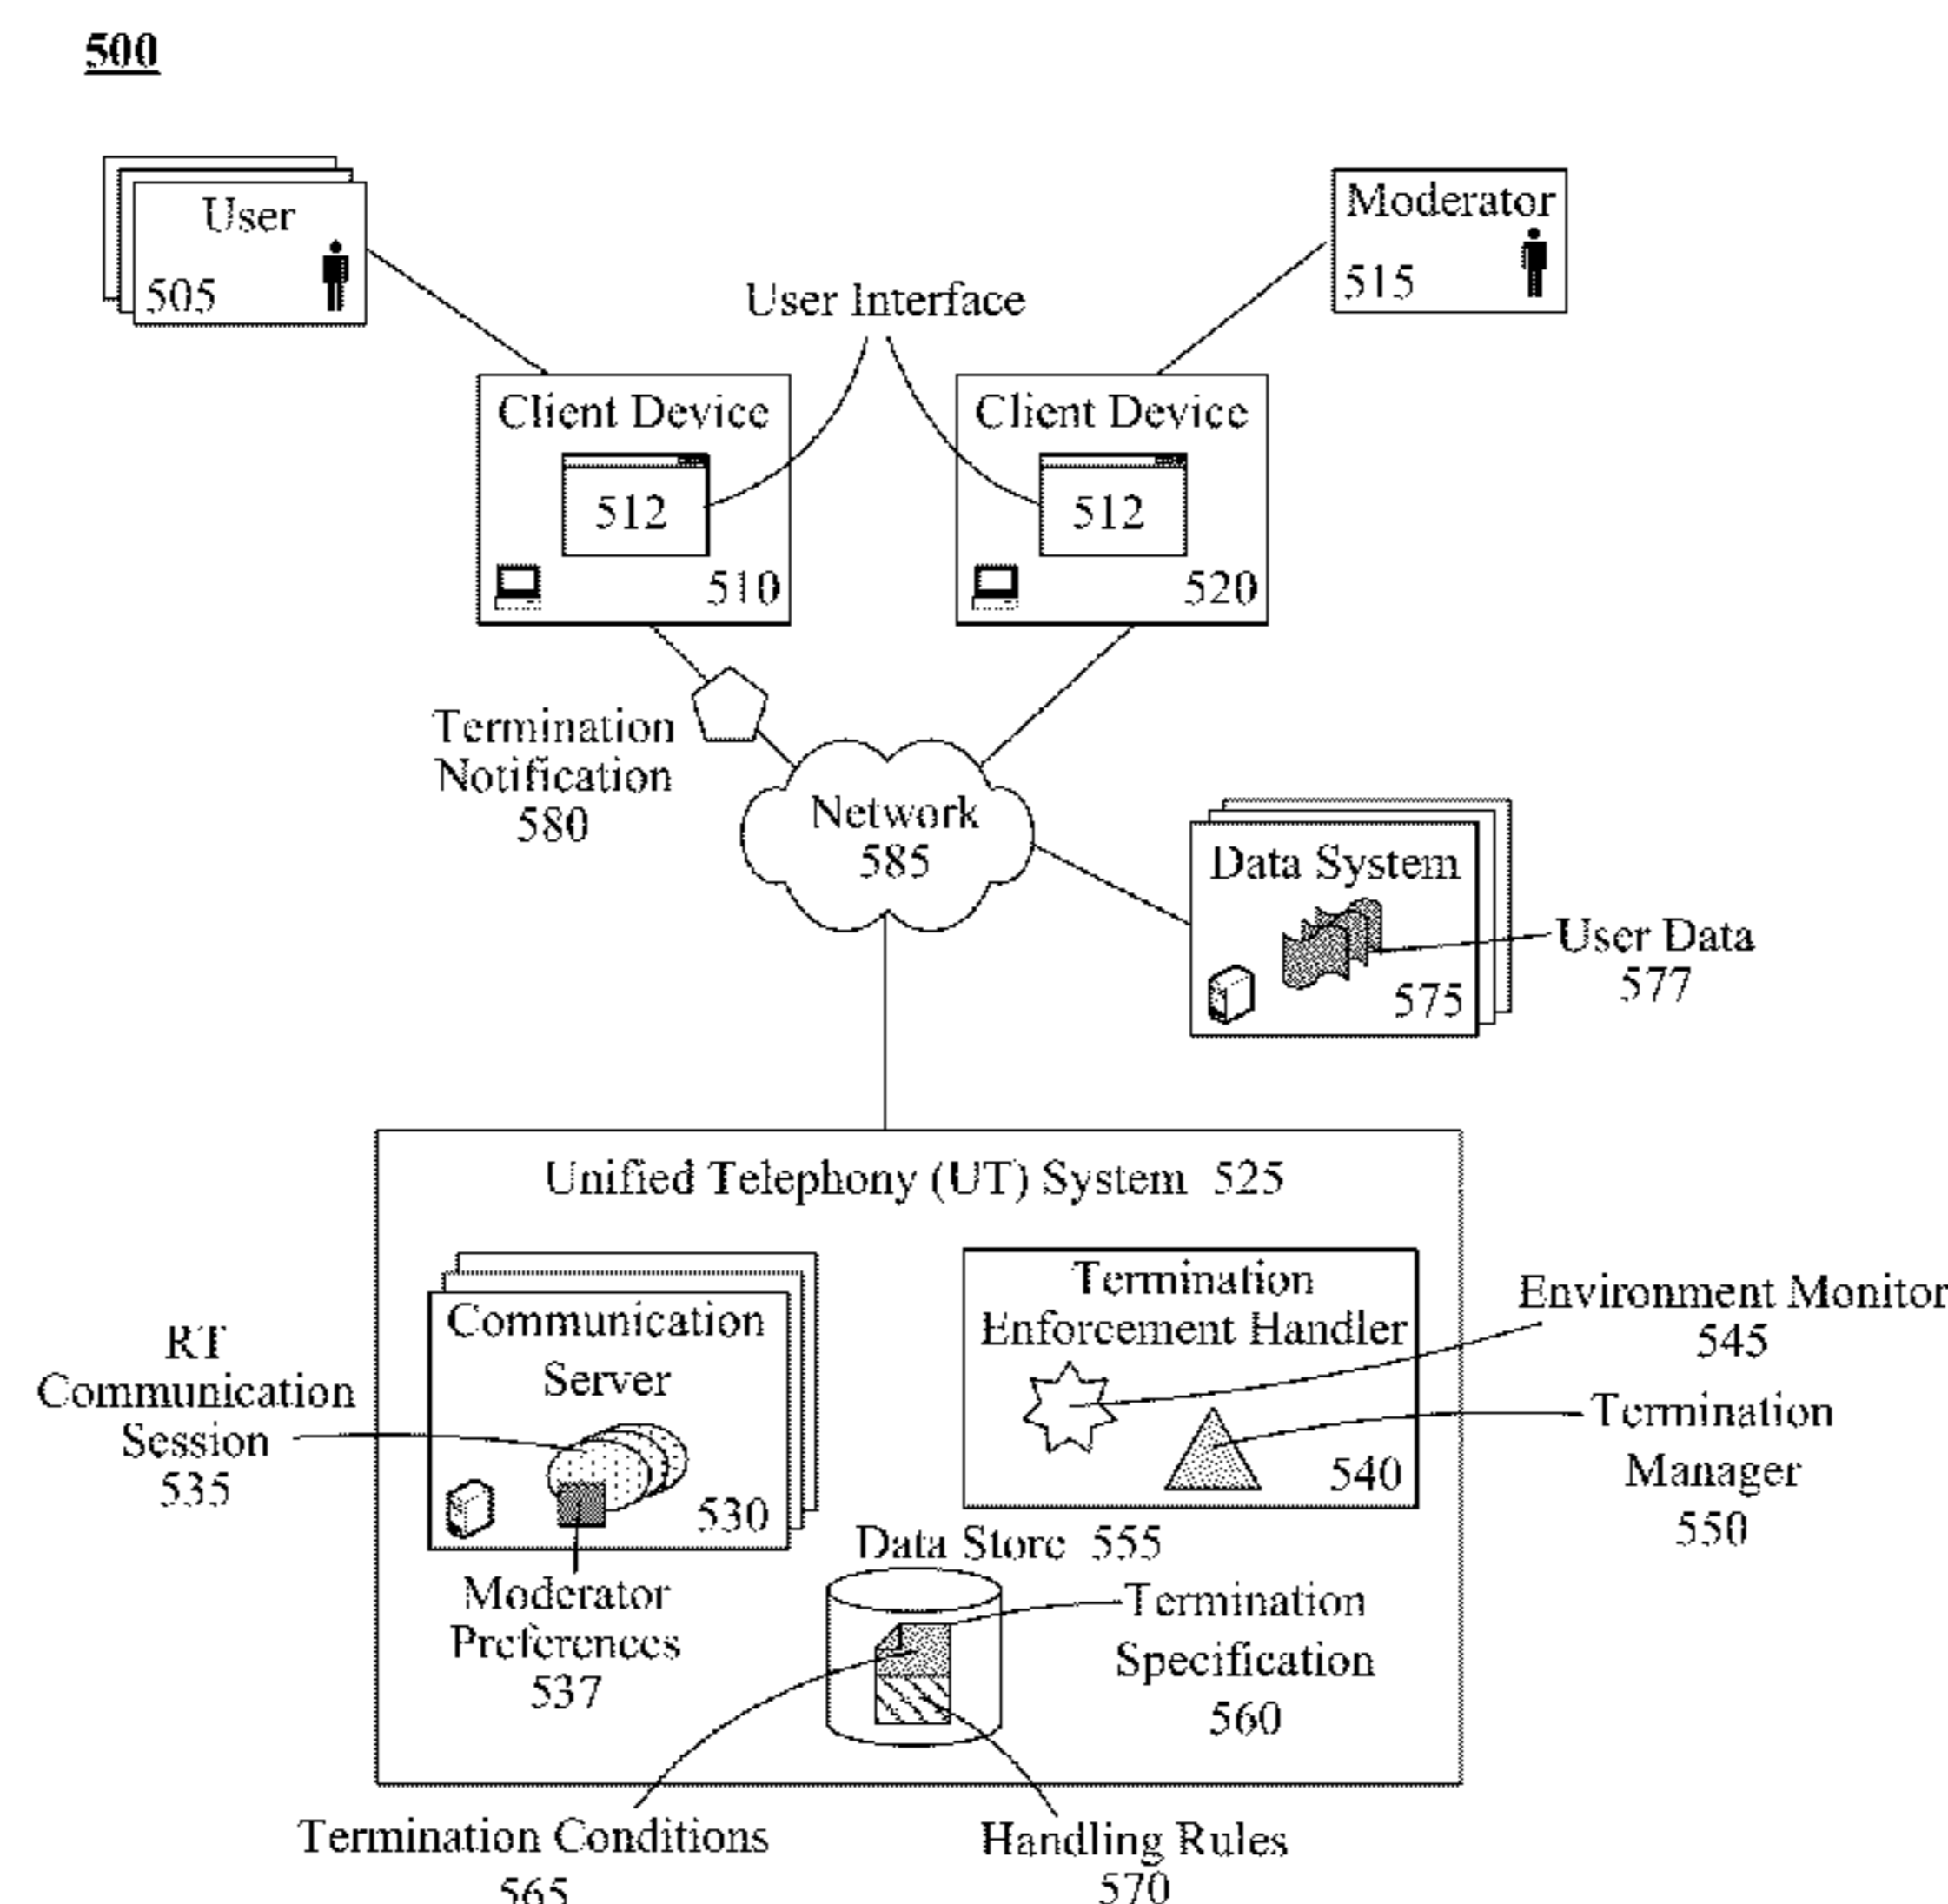 500
User
505
Moderator
515
User Interface
Client Device
512
510
Client Device
512
520
Termination
Notification
580
Network
585
Data System
575
User Data
577
Unified Telephony (UT) System 525
Communication
Server
530
RT
Communication
Session
535
Moderator
Preferences
537
Termination
Enforcement Handler
540
Environment Monitor
545
Termination
Manager
550
Data Store 555
Termination
Specification
560
Termination Conditions
565
Handling Rules
570